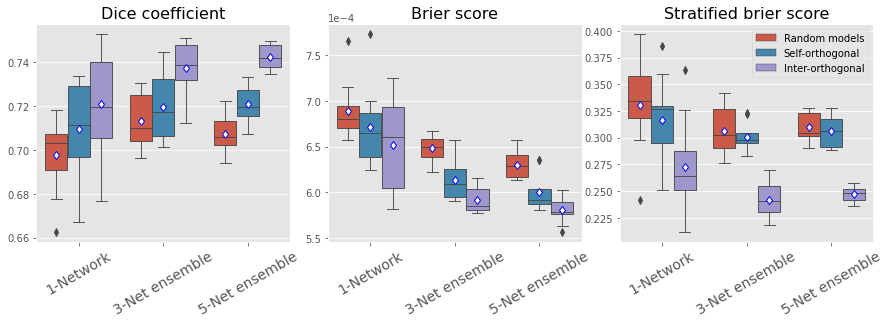 Dice coefficient
0.74
0.72
0.70
0.68
0.66
1-Network
3-Net ensemble
5-Net ensemble
Brier score
1e−4
7.5
7.0
6.5
6.0
5.5
1-Network
3-Net ensemble
5-Net ensemble
Stratified brier score
0.400
0.375
0.350
0.325
0.300
0.275
0.250
0.225
Random models
Self-orthogonal
Inter-orthogonal
1-Network
3-Net ensemble
5-Net ensemble